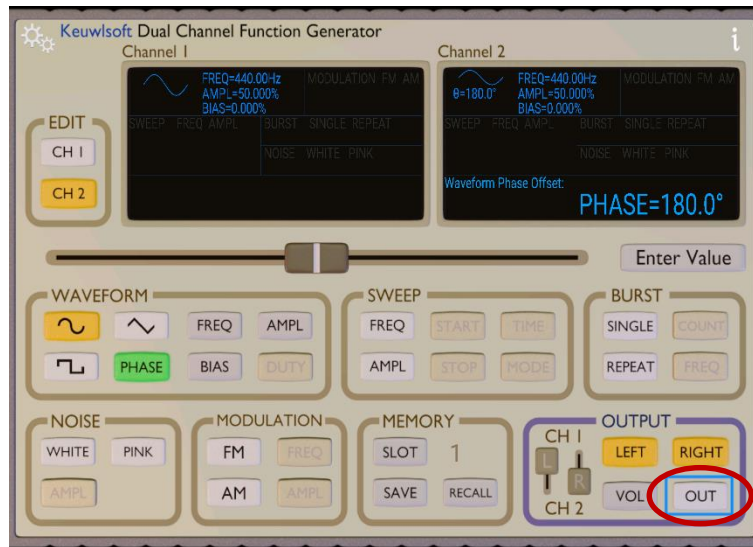 Keuwlsoft Dual Channel Function Generator
i
Channel 1
Channel 2
FREQ=440.00Hz
AMPL=50.000%
BIAS=0.000%
MODULATION FM AM
SWEEP FREQ AMPL
BURST SINGLE REPEAT
NOISE WHITE PINK
θ=180.0°
FREQ=440.00Hz
AMPL=50.000%
BIAS=0.000%
MODULATION FM AM
SWEEP FREQ AMPL
BURST SINGLE REPEAT
NOISE WHITE PINK
Waveform Phase Offset:
PHASE=180.0°
EDIT
CH 1
CH 2
Enter Value
WAVEFORM
FREQ AMPL
PHASE BIAS DUTY
SWEEP
FREQ START TIME
AMPL STOP MODE
BURST
SINGLE COUNT
REPEAT FREQ
NOISE
WHITE PINK
AMPL
MODULATION
FM FREQ
AM AMPL
MEMORY
SLOT 1
SAVE RECALL
OUTPUT
CH 1
L
R
CH 2
LEFT RIGHT
VOL OUT